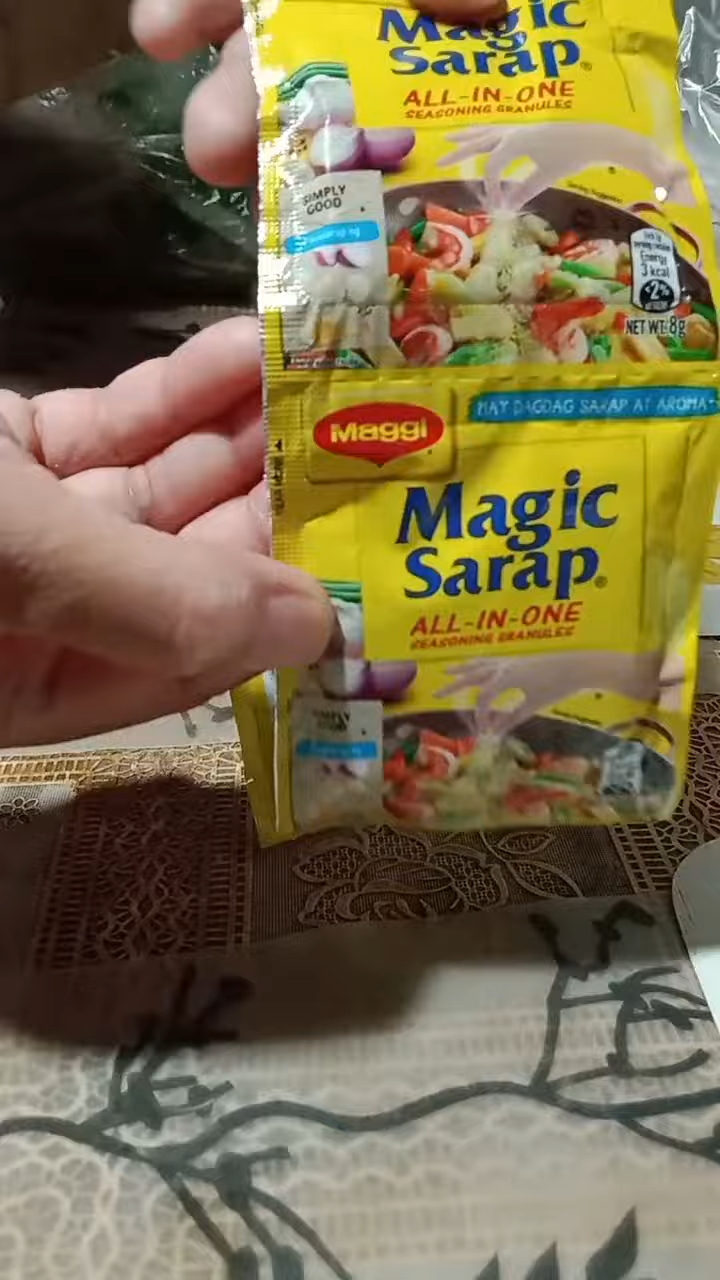 Magic
Sarap®
ALL-IN-ONE
SEASONING GRANULES
SIMPLY
GOOD
Energy
3 kcal
2%
NET WT. 8g
MAY DAGDAG SARAP AT AROMA
Maggi
Magic
Sarap®
ALL-IN-ONE
SEASONING GRANULES